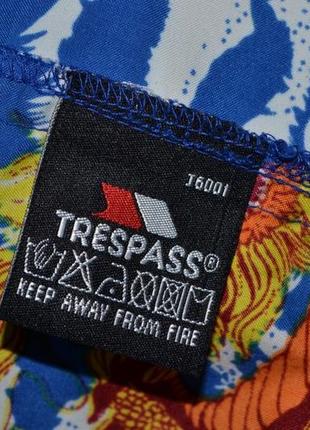 J6001
TRESPASS®
KEEP AWAY FROM FIRE